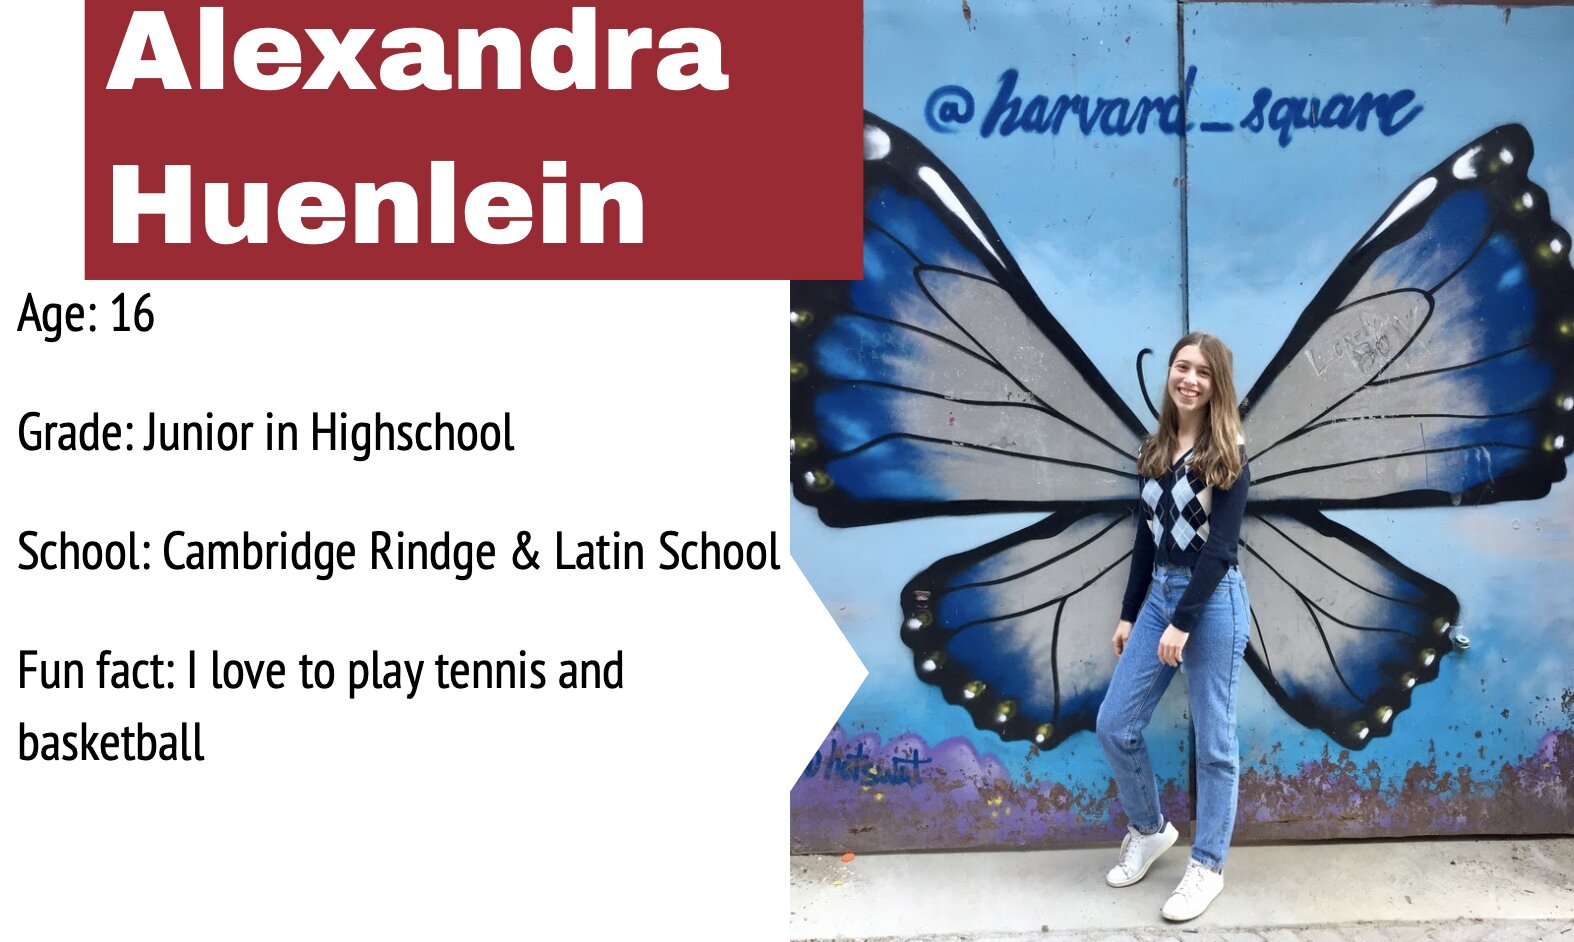 Alexandra
Huenlein
Age: 16
Grade: Junior in Highschool
School: Cambridge Rindge & Latin School
Fun fact: I love to play tennis and
basketball
@harvard_square